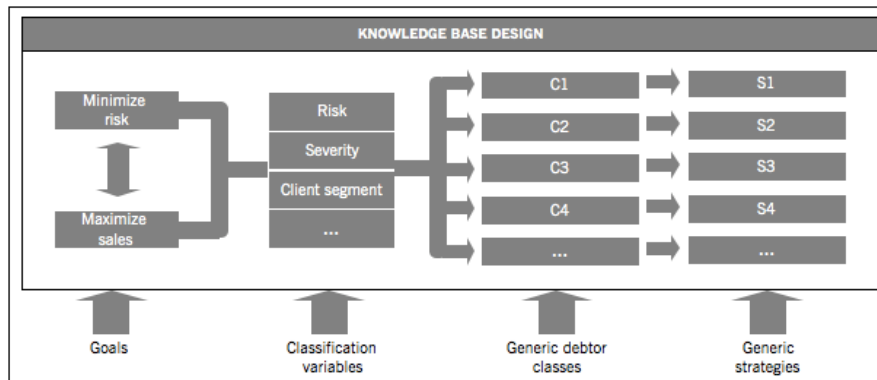 KNOWLEDGE BASE DESIGN
Minimize
risk
Maximize
sales
Risk
Severity
Client segment
...
C1
C2
C3
C4
...
S1
S2
S3
S4
...
Goals
Classification
variables
Generic debtor
classes
Generic
strategies